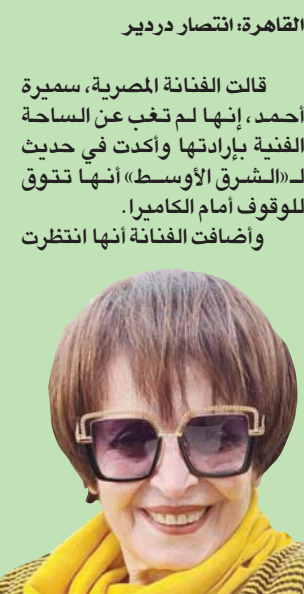 القاهرة: انتصار دردير
قالت الفنانة المصرية، سميرة
أحمد، إنها لم تغب عن الساحة
الفنية بإرادتها وأكدت في حديث
لـ«الشرق الأوسط» أنها تتوق
للوقوف أمام الكاميرا.
وأضافت الفنانة أنها انتظرت